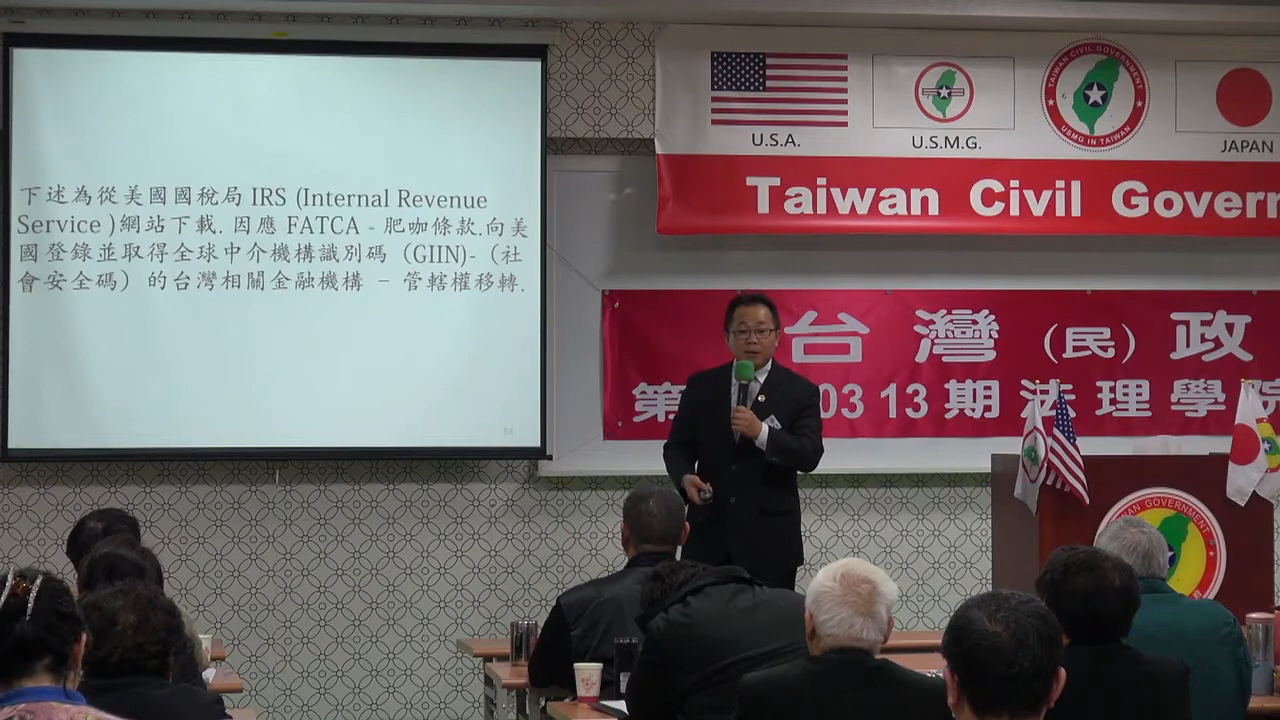 下述為從美國國稅局 IRS (Internal Revenue
Service )網站下載. 因應 FATCA - 肥咖條款.向美
國登錄並取得全球中介機構識別碼 (GIIN)- (社
會安全碼) 的台灣相關金融機構 - 管轄權移轉.
54
U.S.A.
U.S.M.G.
TAIWAN CIVIL GOVERNMENT
USMG IN TAIWAN
JAPAN
Taiwan Civil Govern
台灣(民)政
第 03 13期法理學院
GOVERNMENT